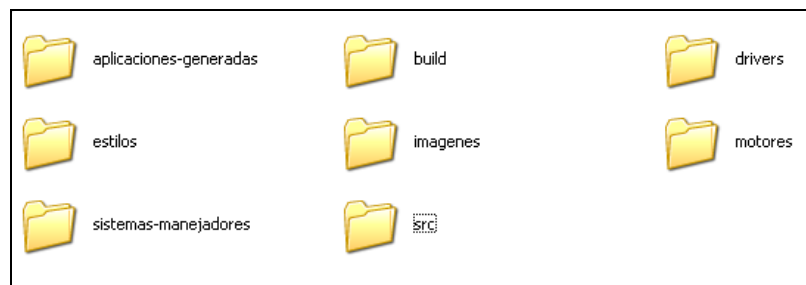 aplicaciones-generadas
build
drivers
estilos
imagenes
motores
sistemas-manejadores
src